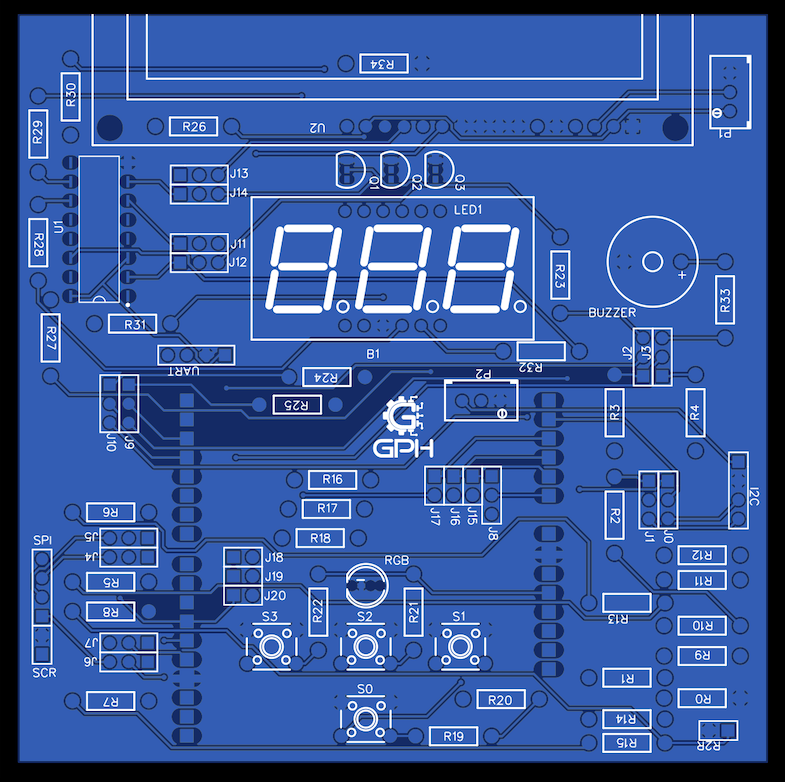 R34
R30
R29
R26
U2
P1
J13
J14
Q1
Q2
Q3
LED1
U1
R28
J11
J12
888
R23
+
R33
BUZZER
R31
R27
UART
B1
R32
J2
J3
R24
P2
R25
R3
R4
GPH
J10
J9
R16
J17
J16
J15
J8
I2C
R17
R2
J1
J0
R6
J5
R18
SPI
J4
J18
RGB
R12
R5
J19
R11
R8
J20
R22
R21
R13
S3
S2
S1
R10
J7
J6
R9
SCR
R1
S0
R7
R20
R0
R14
R19
R15
R2R